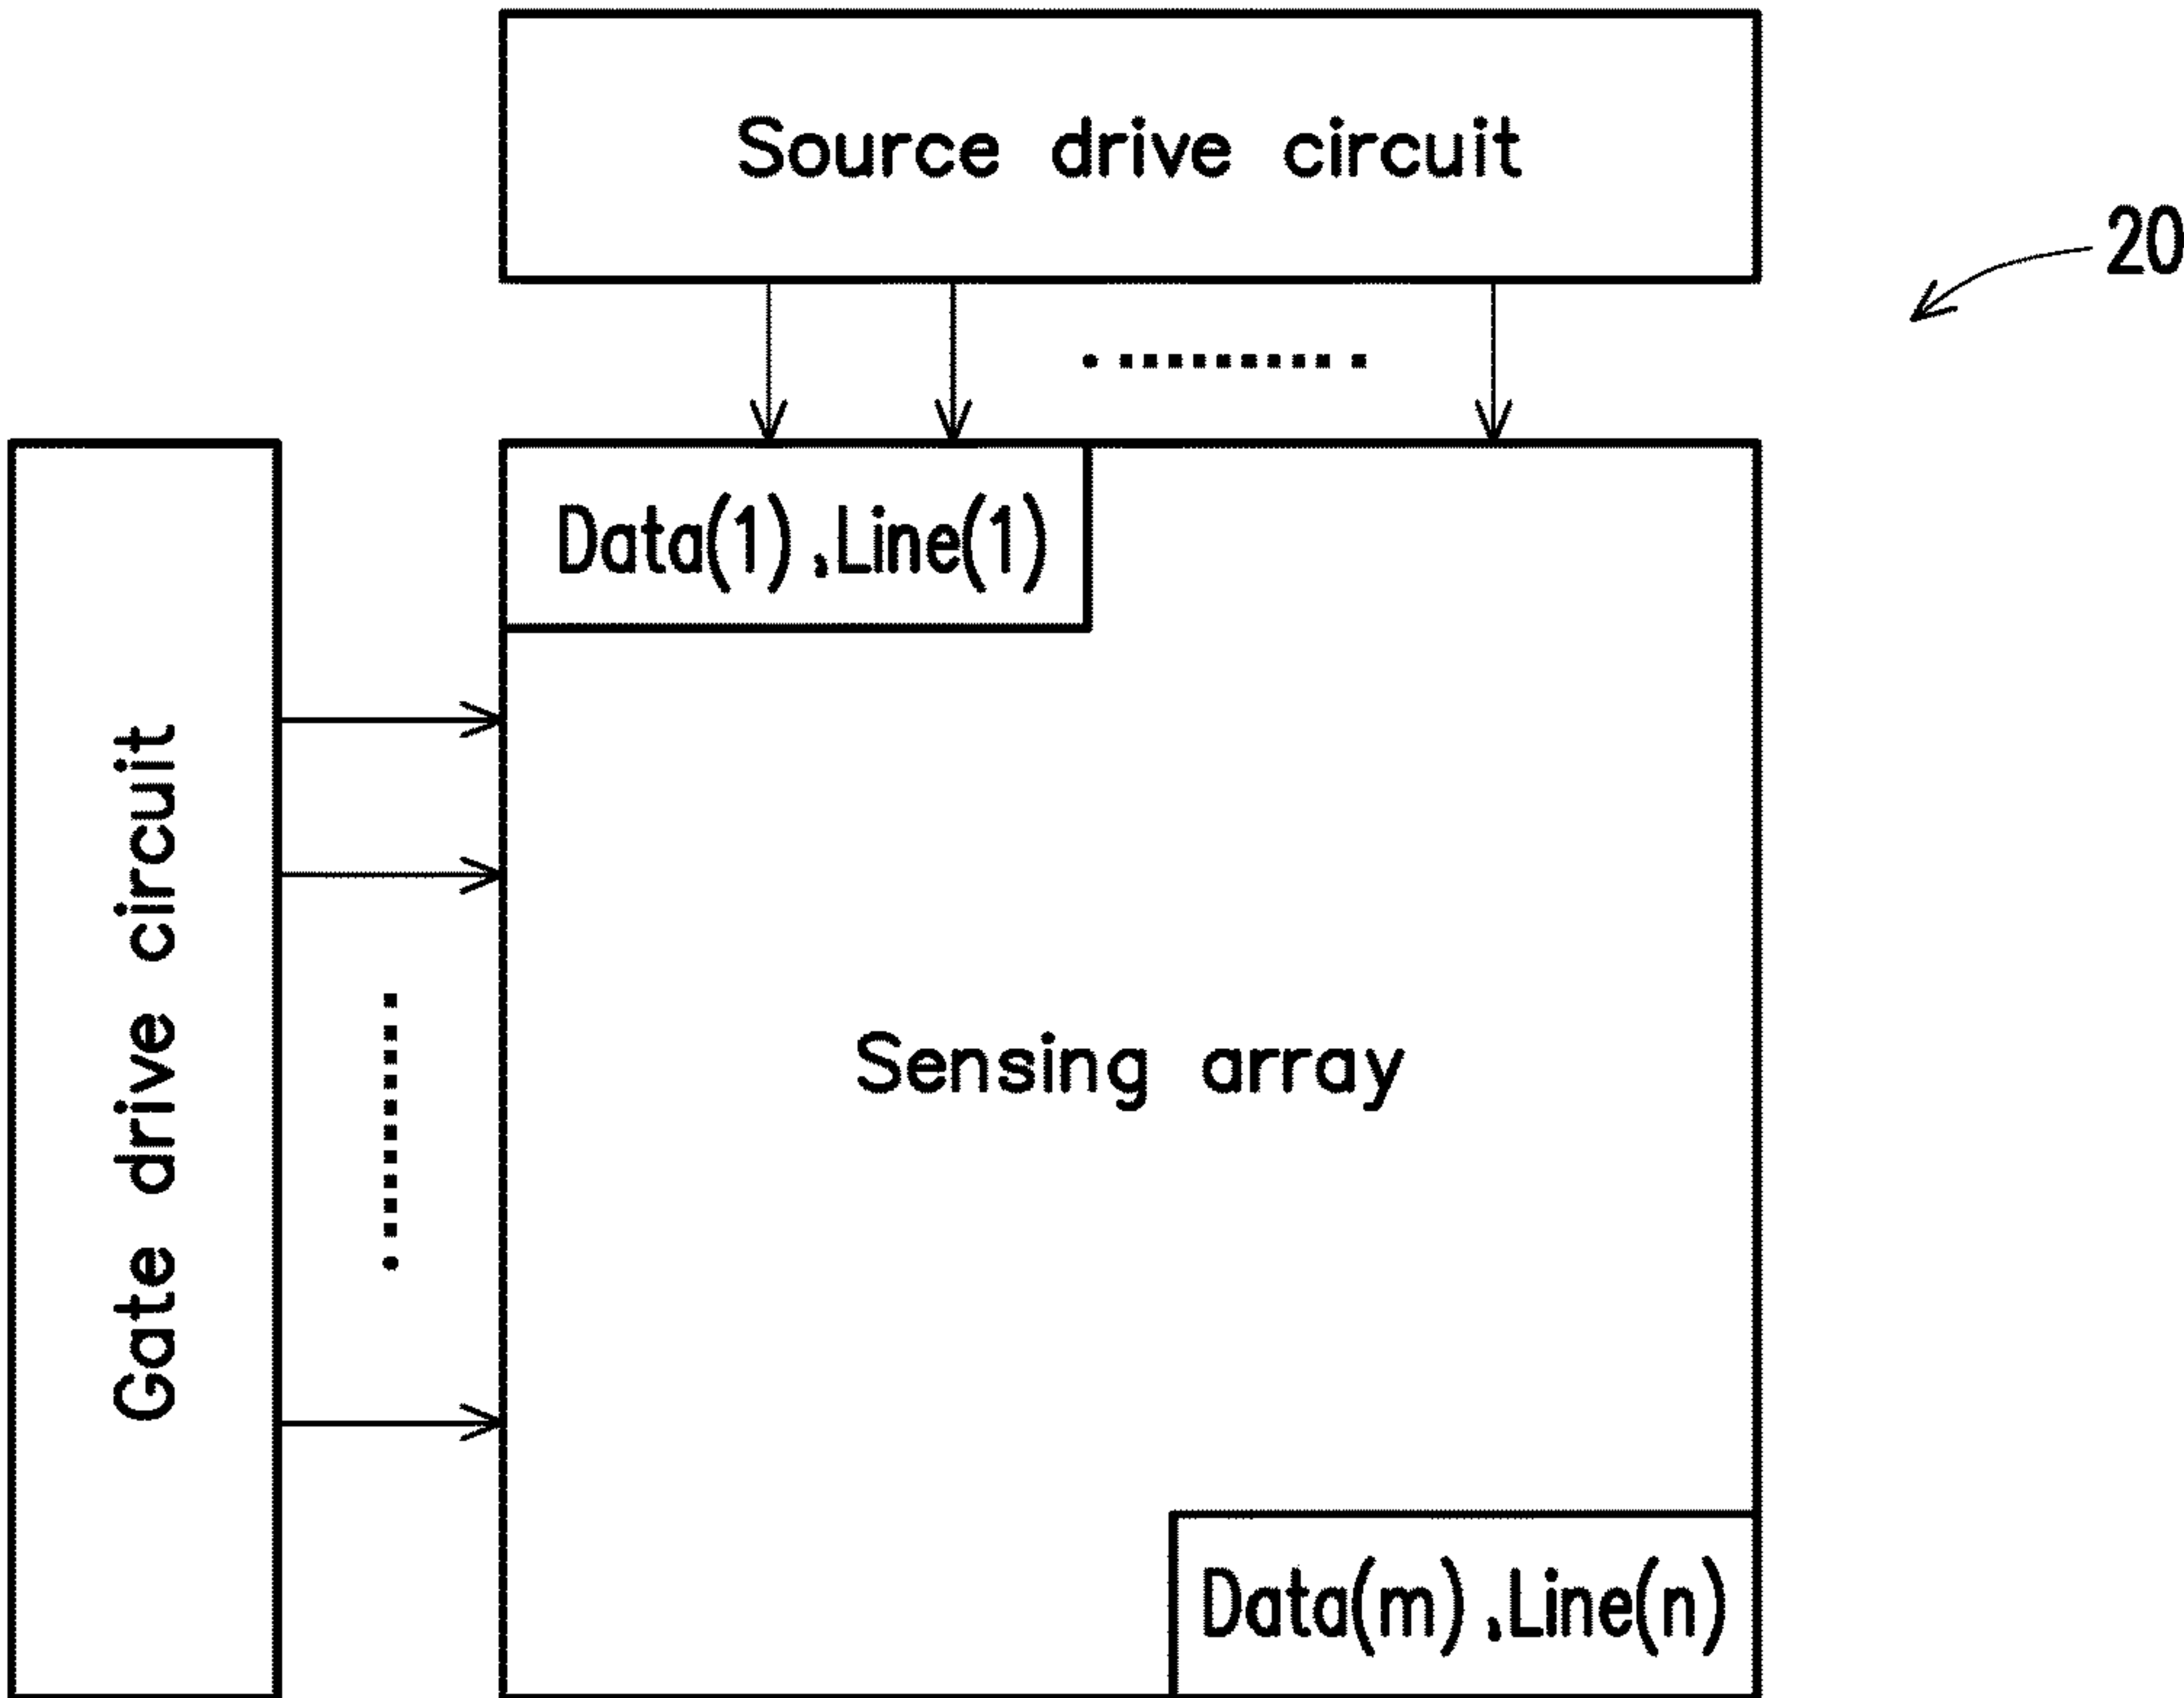 Source drive circuit
20
Data(1),Line(1)
Gate drive circuit
Sensing array
Data(m),Line(n)